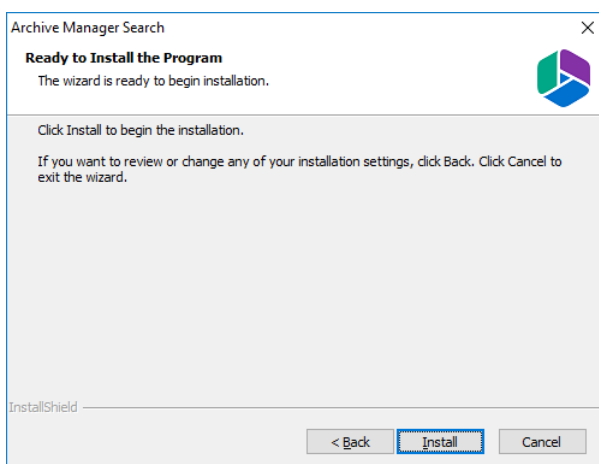 Archive Manager Search
Ready to Install the Program
The wizard is ready to begin installation.
Click Install to begin the installation.
If you want to review or change any of your installation settings, click Back. Click Cancel to
exit the wizard.
InstallShield
< Back
Install
Cancel